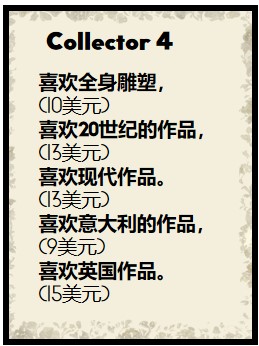 Collector 4
喜欢全身雕塑，
(10美元)
喜欢20世纪的作品，
(13美元)
喜欢现代作品。
(13美元)
喜欢意大利的作品，
(9美元)
喜欢英国作品。
(15美元)